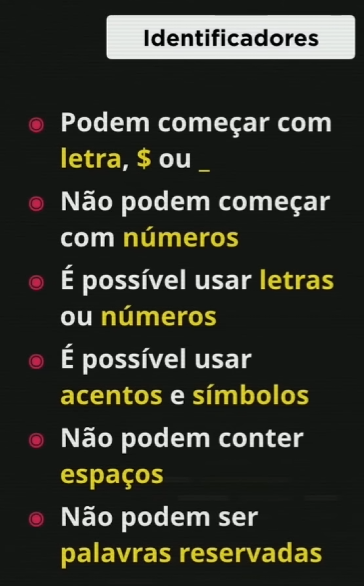 Identificadores
Podem começar com
letra, $ ou _
Não podem começar
com números
É possível usar letras
ou números
É possível usar
acentos e símbolos
Não podem conter
espaços
Não podem ser
palavras reservadas